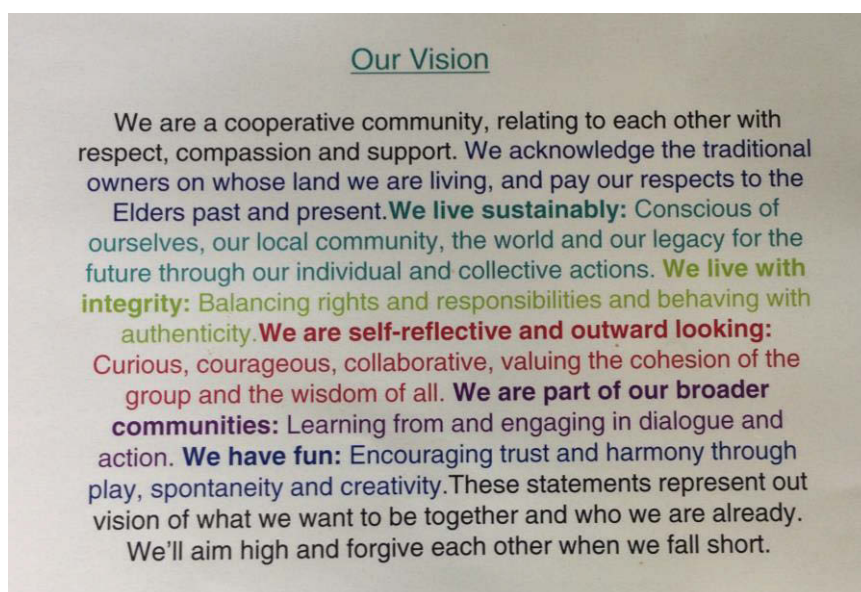 Our Vision
We are a cooperative community, relating to each other with
respect, compassion and support. We acknowledge the traditional
owners on whose land we are living, and pay our respects to the
Elders past and present.We live sustainably: Conscious of
ourselves, our local community, the world and our legacy for the
future through our individual and collective actions. We live with
integrity: Balancing rights and responsibilities and behaving with
authenticity.We are self-reflective and outward looking:
Curious, courageous, collaborative, valuing the cohesion of the
group and the wisdom of all. We are part of our broader
communities: Learning from and engaging in dialogue and
action. We have fun: Encouraging trust and harmony through
play, spontaneity and creativity.These statements represent out
vision of what we want to be together and who we are already.
We'll aim high and forgive each other when we fall short.